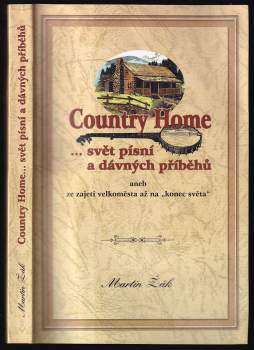 Country Home... svět písní a dávných příběhů
Martin Žák
Country Home
... svět písní
a dávných příběhů
aneb
ze zajetí velkoměsta až na „konec světa"
Martin Žák